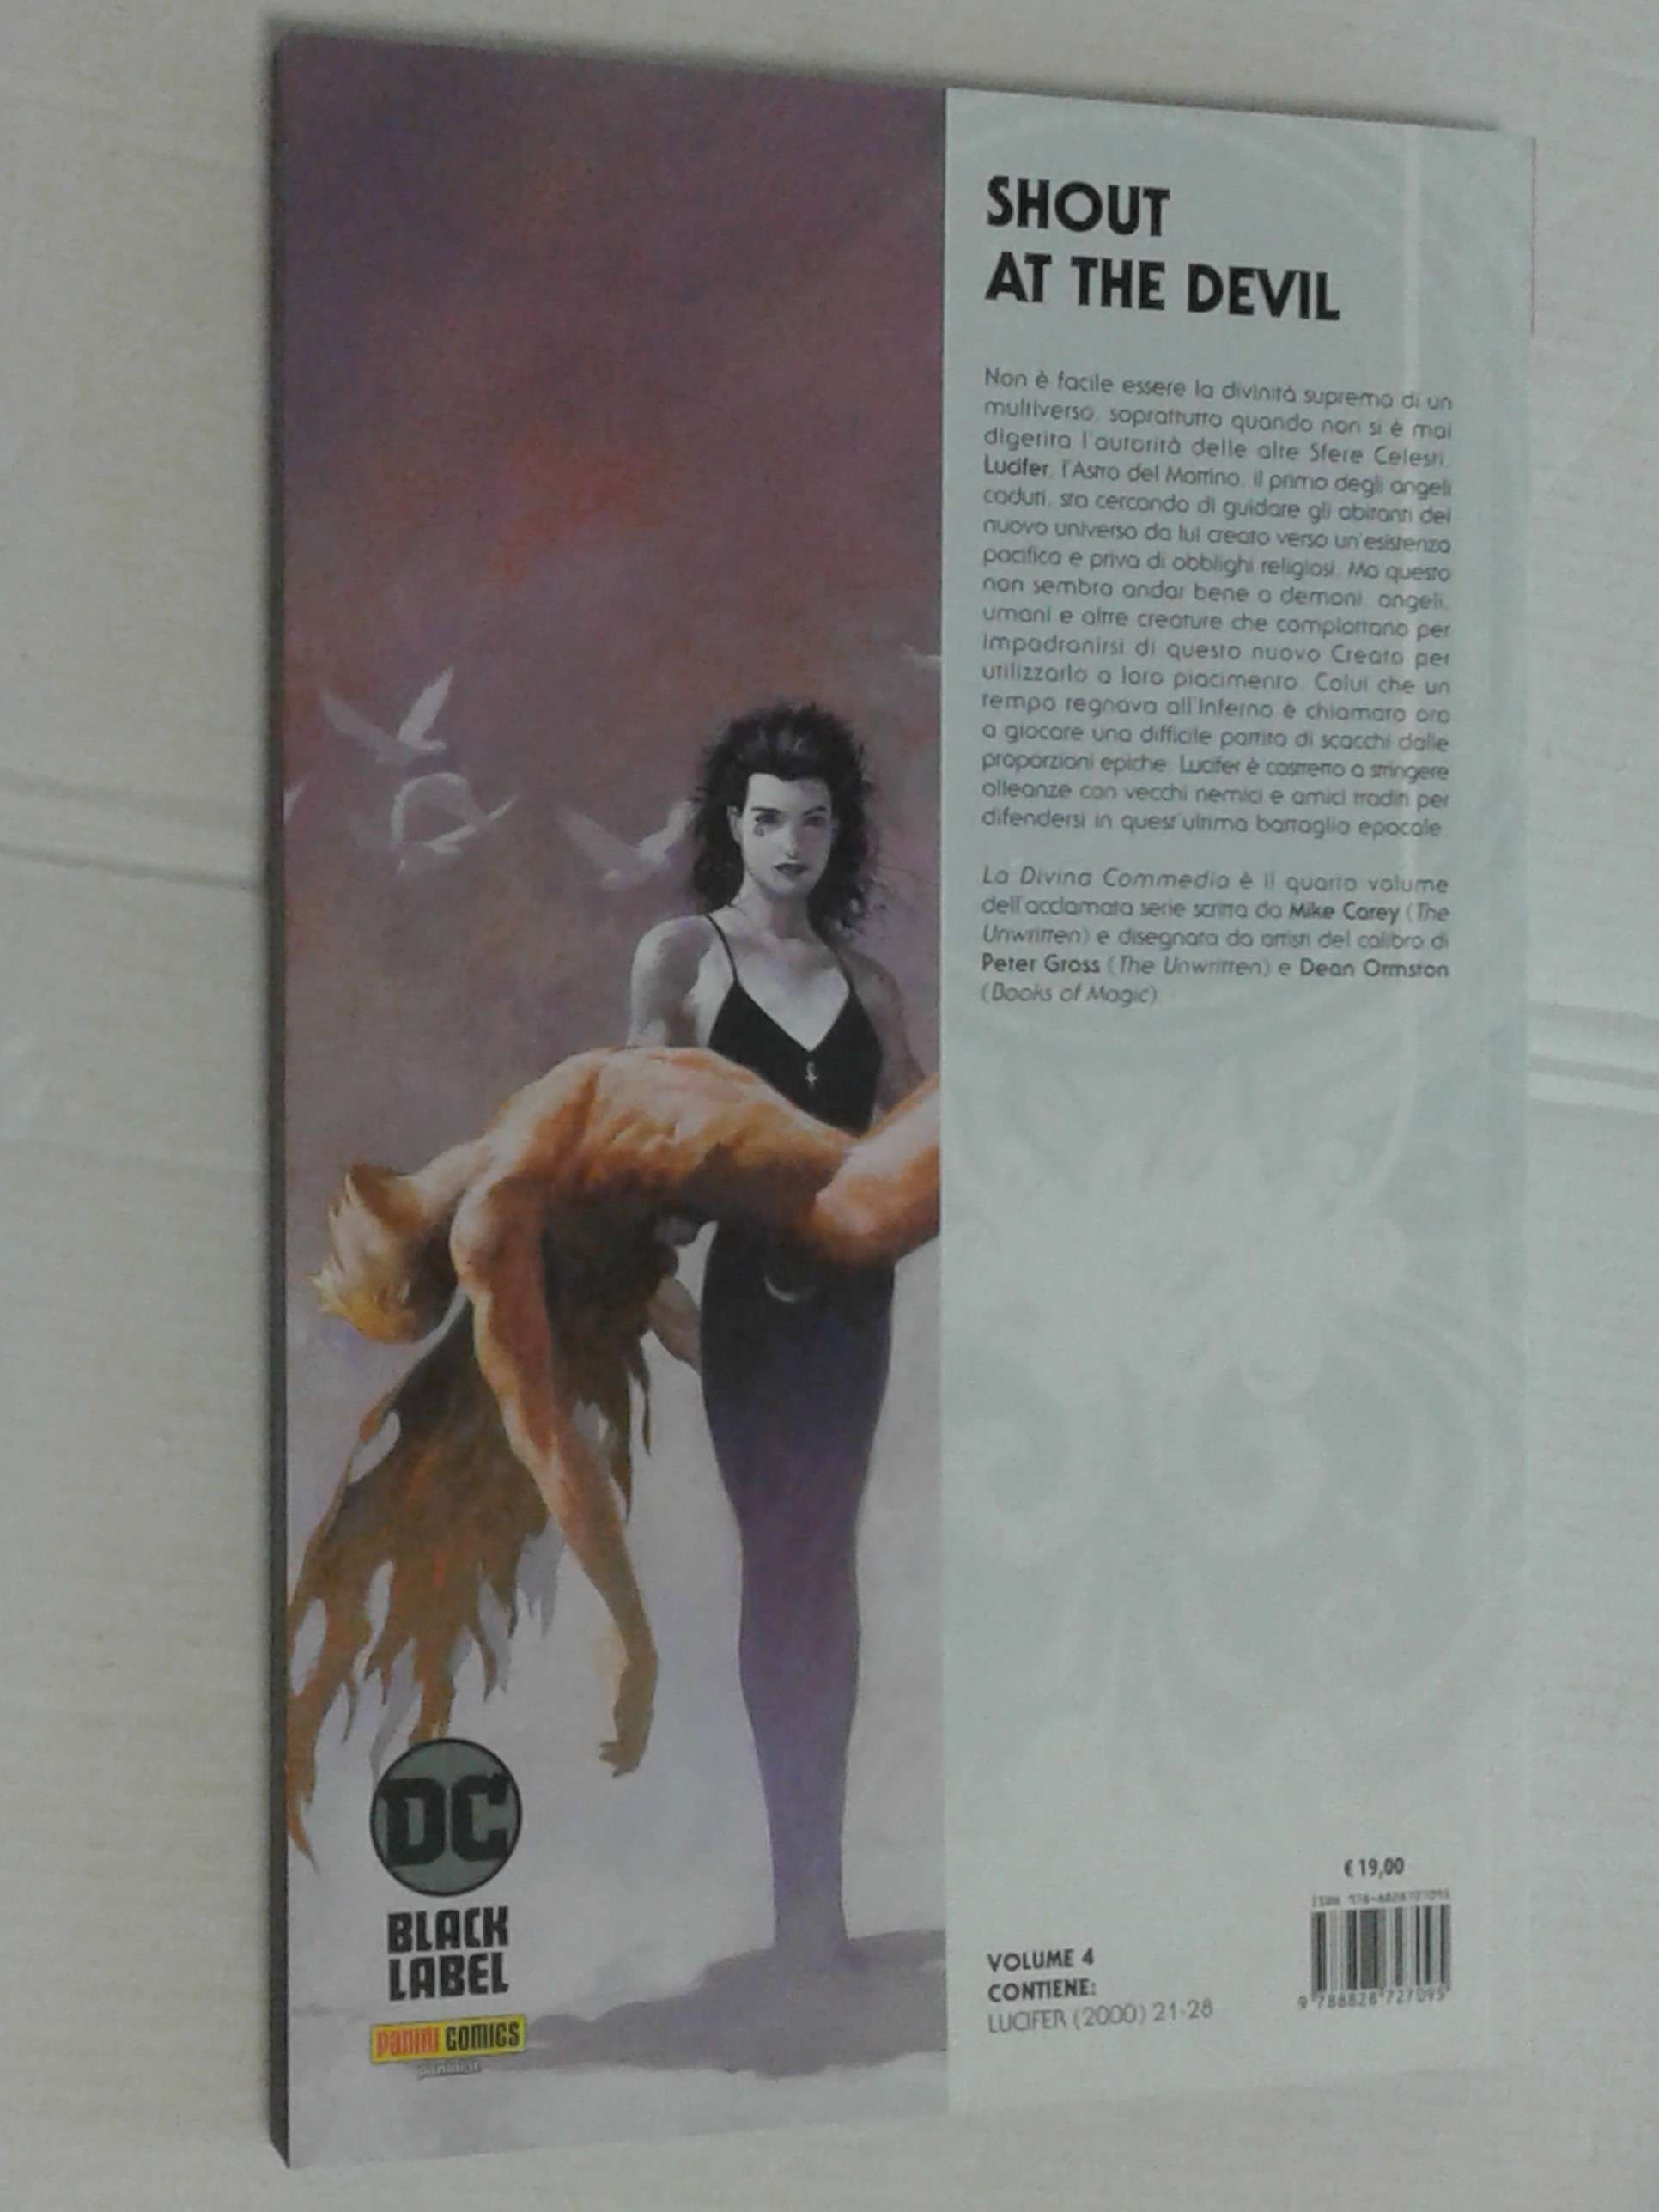 SHOUT
AT THE DEVIL
Non è facile essere la divinità suprema di un
multiverso, soprattutto quando non si è mai
digerita l'autorità delle alte Sfere Celesti.
Lucifer, l'Astro del Mattino, il primo degli angeli
caduti, sta cercando di guidare gli abitanti del
nuovo universo da lui creato verso un'esistenza
pacifica e priva di obblighi religiosi. Ma questo
non sembra andar bene a demoni, angeli,
umani e altre creature che complottano per
impadronirsi di questo nuovo Creato per
utilizzarlo a loro piacimento. Colui che un
tempo regnava all'Inferno è chiamato ora
a giocare una difficile partita di scacchi dalle
proporzioni epiche. Lucifer è costretto a stringere
alleanze con vecchi nemici e amici traditi per
difendersi in quest'ultima battaglia epocale.
La Divina Commedia è il quarto volume
dell'acclamata serie scritta da Mike Carey (The
Unwritten) e disegnata da artisti del calibro di
Peter Gross (The Unwritten) e Dean Ormston
(Books of Magic).
DC
BLACK
LABEL
PANINI COMICS
panini.it
VOLUME 4
CONTIENE:
LUCIFER (2000) 21-28
€ 19,00
9 788828 727095